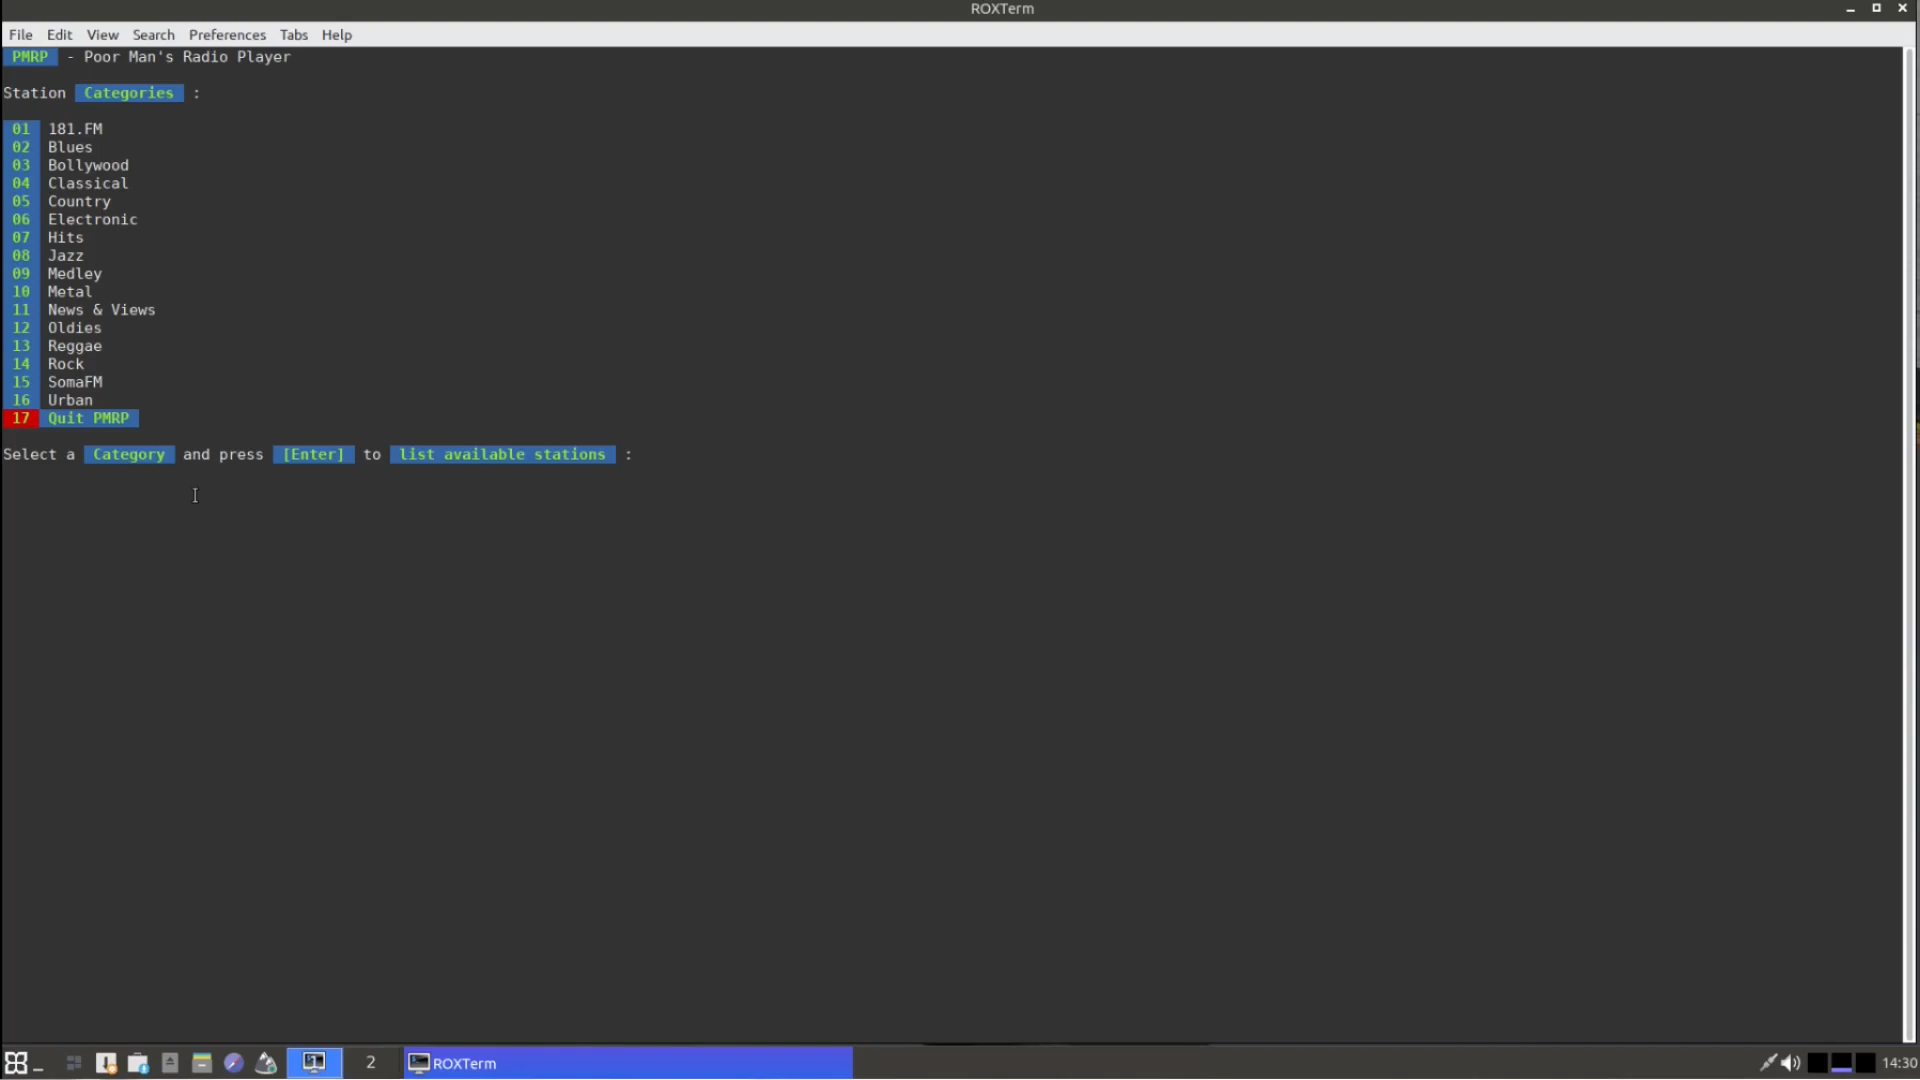 ROXTerm
File Edit View Search Preferences Tabs Help
PMRP - Poor Man's Radio Player
Station Categories :
01 181.FM
02 Blues
03 Bollywood
04 Classical
05 Country
06 Electronic
07 Hits
08 Jazz
09 Medley
10 Metal
11 News & Views
12 Oldies
13 Reggae
14 Rock
15 SomaFM
16 Urban
17 Quit PMRP
Select a Category and press [Enter] to list available stations :
1 2 ROXTerm 14:30